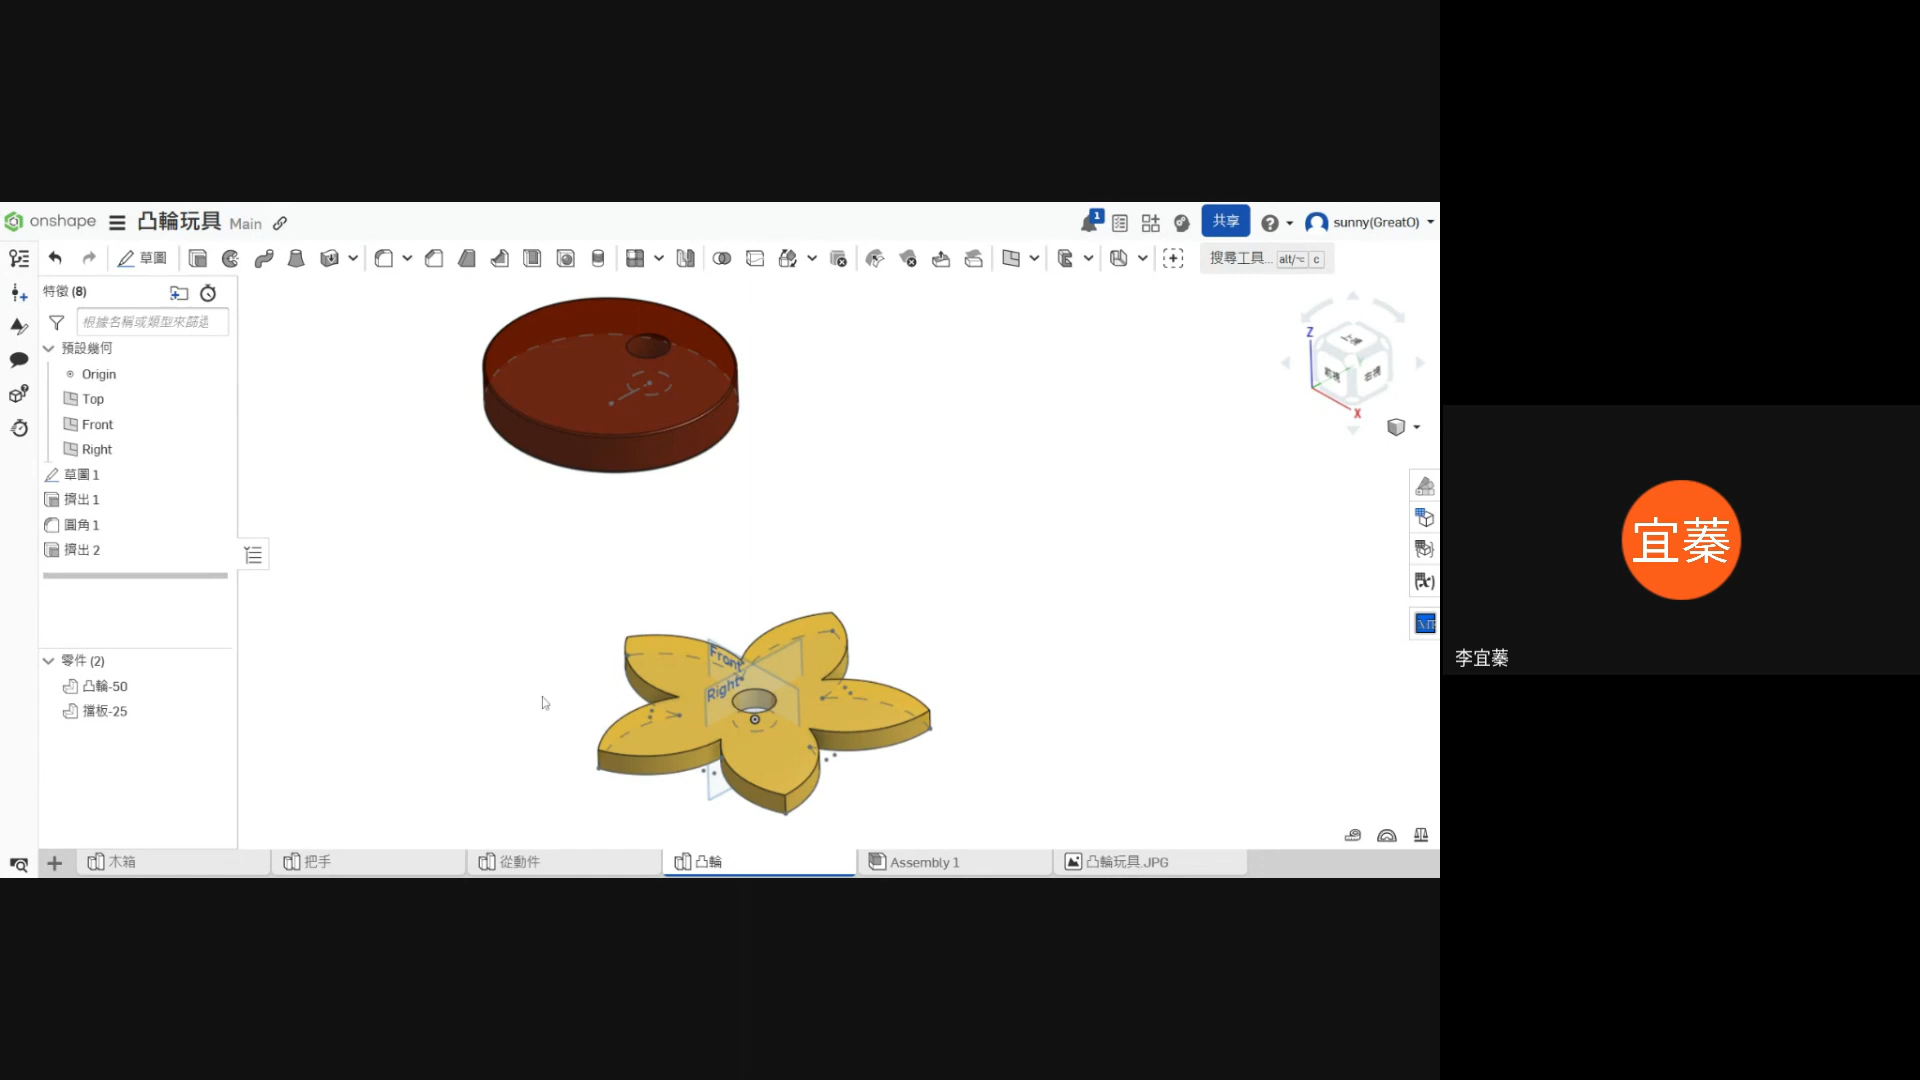 onshape 凸輪玩具 Main 1 共享 sunny(GreatO)
草圖 搜尋工具... alt/⌥ c
特徵 (8)
根據名稱或類型來篩選
預設幾何
Origin
Top
Front
Right
草圖 1
擠出 1
圓角 1
擠出 2
零件 (2)
凸輪-50
擋板-25
Front
Right
Z
X
宜蓁
李宜蓁
木箱 把手 從動件 凸輪 Assembly 1 凸輪玩具.JPG